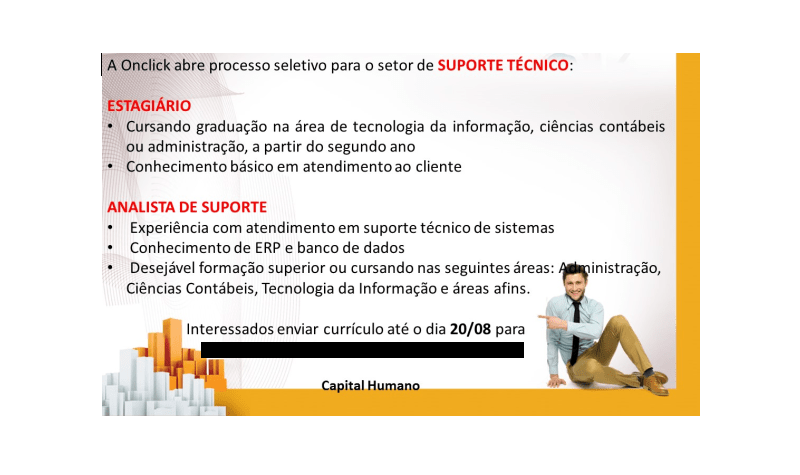 A Onclick abre processo seletivo para o setor de SUPORTE TÉCNICO:
ESTAGIÁRIO
• Cursando graduação na área de tecnologia da informação, ciências contábeis
ou administração, a partir do segundo ano
• Conhecimento básico em atendimento ao cliente
ANALISTA DE SUPORTE
• Experiência com atendimento em suporte técnico de sistemas
• Conhecimento de ERP e banco de dados
• Desejável formação superior ou cursando nas seguintes áreas: Administração,
Ciências Contábeis, Tecnologia da Informação e áreas afins.
Interessados enviar currículo até o dia 20/08 para
Capital Humano